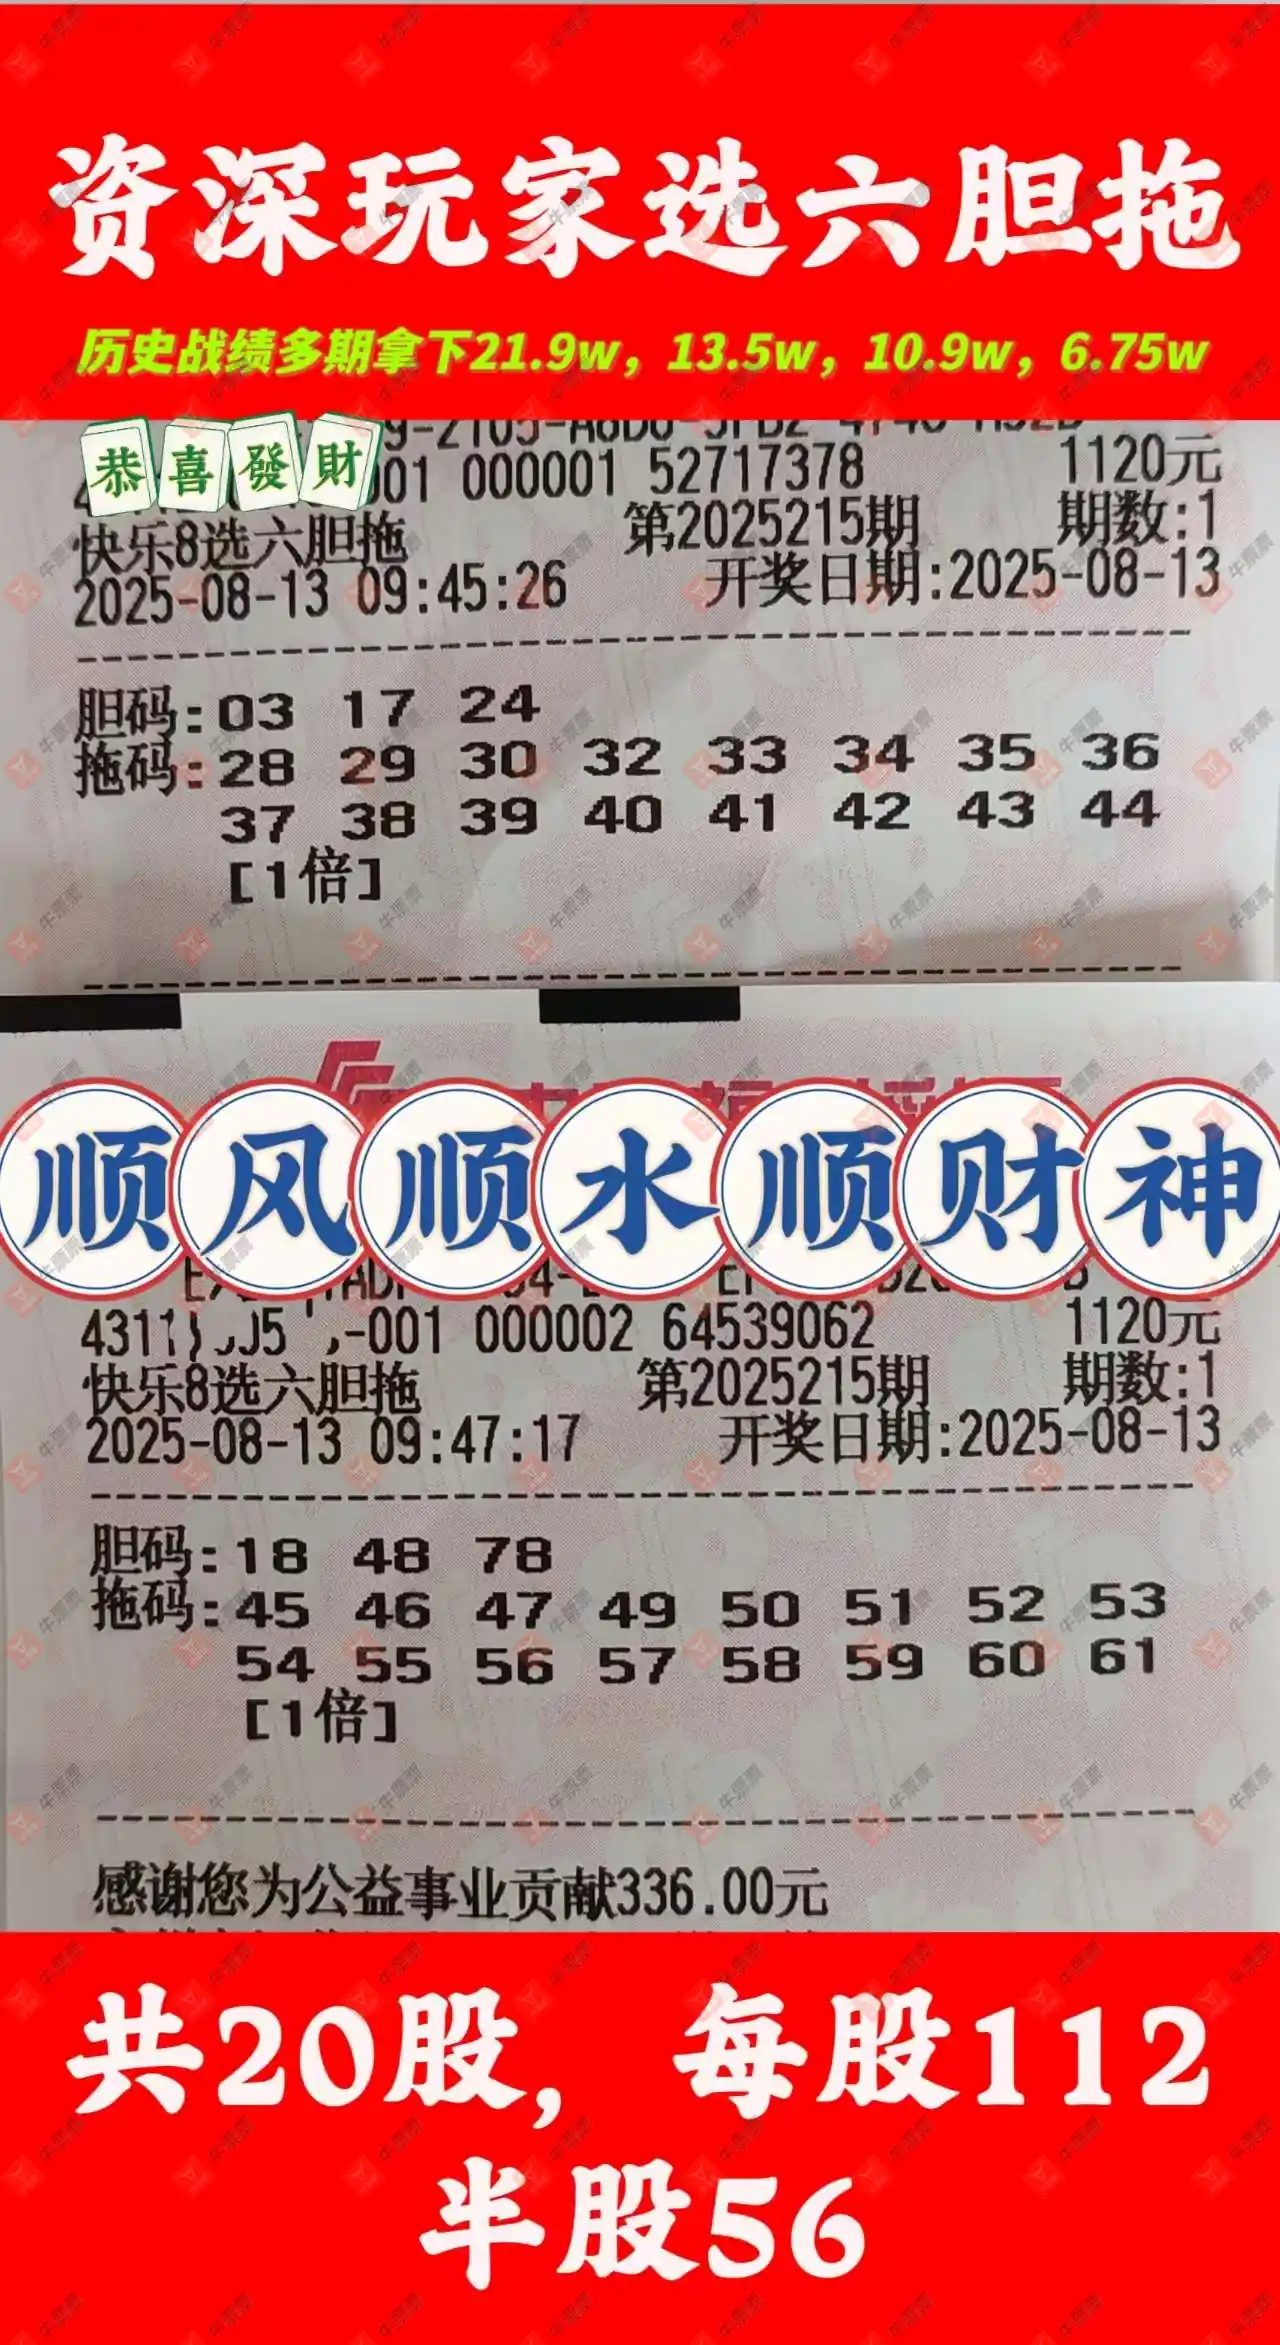 资深玩家选六胆拖
历史战绩多期拿下21.9w，13.5w，10.9w，6.75w
恭喜發財
001 000001 52717378 1120元
快乐8选六胆拖 第2025215期 期数:1
2025-08-13 09:45:26 开奖日期:2025-08-13
胆码:03 17 24
拖码:28 29 30 32 33 34 35 36
37 38 39 40 41 42 43 44
[1倍]
顺风顺水顺财神
-001 000002 64539062 1120元
快乐8选六胆拖 第2025215期 期数:1
2025-08-13 09:47:17 开奖日期:2025-08-13
胆码:18 48 78
拖码:45 46 47 49 50 51 52 53
54 55 56 57 58 59 60 61
[1倍]
感谢您为公益事业贡献336.00元
共20股，每股112
半股56
牛票票